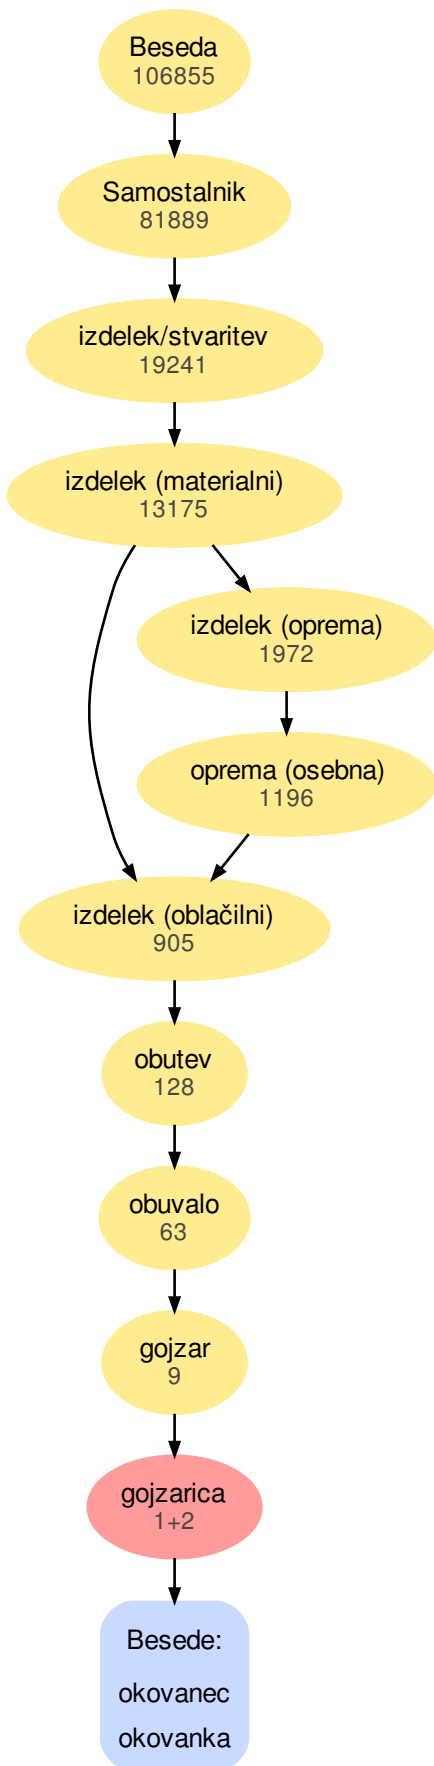 Beseda
106855
Samostalnik
81889
izdelek/stvaritev
19241
izdelek (materialni)
13175
izdelek (oprema)
1972
oprema (osebna)
1196
izdelek (oblačilni)
905
obutev
128
obuvalo
63
gojzar
9
gojzarica
1+2
Besede:
okovanec
okovanka